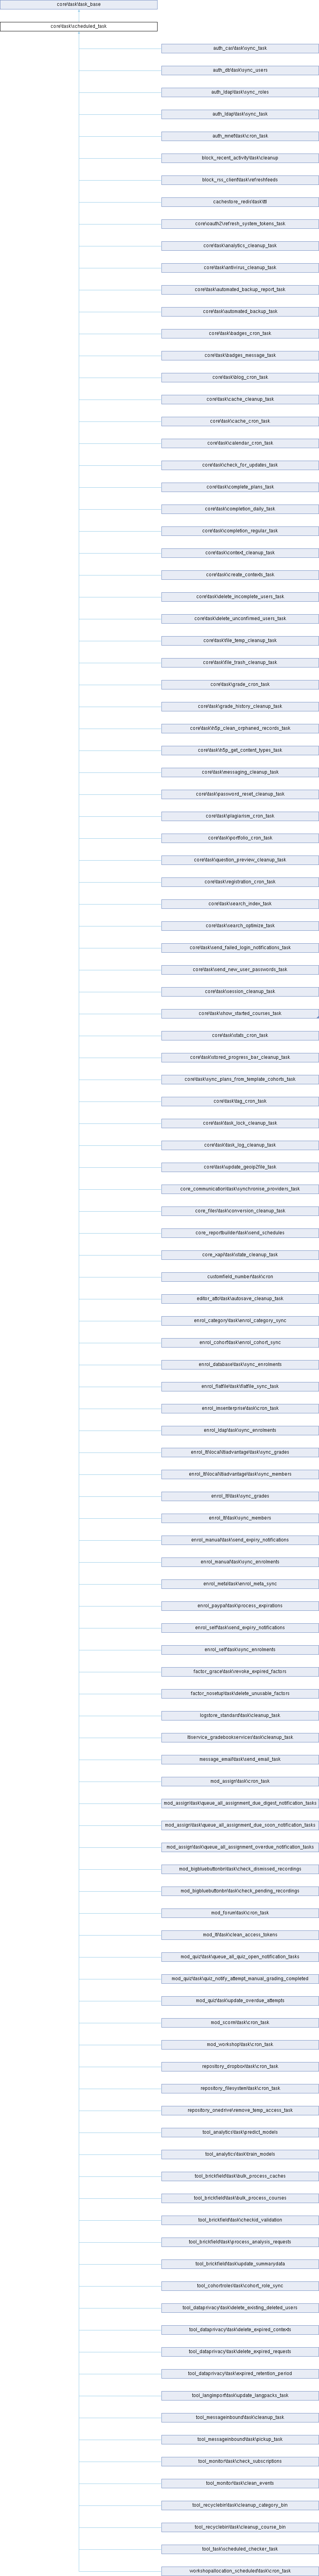 core\task\task_base
core\task\scheduled_task
auth_cas\task\sync_task
auth_db\task\sync_users
auth_ldap\task\sync_roles
auth_ldap\task\sync_task
auth_mnet\task\cron_task
block_recent_activity\task\cleanup
block_rss_client\task\refreshfeeds
cachestore_redis\task\ttl
core\oauth2\refresh_system_tokens_task
core\task\analytics_cleanup_task
core\task\antivirus_cleanup_task
core\task\automated_backup_report_task
core\task\automated_backup_task
core\task\badges_cron_task
core\task\badges_message_task
core\task\blog_cron_task
core\task\cache_cleanup_task
core\task\cache_cron_task
core\task\calendar_cron_task
core\task\check_for_updates_task
core\task\complete_plans_task
core\task\completion_daily_task
core\task\completion_regular_task
core\task\context_cleanup_task
core\task\create_contexts_task
core\task\delete_incomplete_users_task
core\task\delete_unconfirmed_users_task
core\task\file_temp_cleanup_task
core\task\file_trash_cleanup_task
core\task\grade_cron_task
core\task\grade_history_cleanup_task
core\task\h5p_clean_orphaned_records_task
core\task\h5p_get_content_types_task
core\task\messaging_cleanup_task
core\task\password_reset_cleanup_task
core\task\plagiarism_cron_task
core\task\portfolio_cron_task
core\task\question_preview_cleanup_task
core\task\registration_cron_task
core\task\search_index_task
core\task\search_optimize_task
core\task\send_failed_login_notifications_task
core\task\send_new_user_passwords_task
core\task\session_cleanup_task
core\task\show_started_courses_task
core\task\stats_cron_task
core\task\stored_progress_bar_cleanup_task
core\task\sync_plans_from_template_cohorts_task
core\task\tag_cron_task
core\task\task_lock_cleanup_task
core\task\task_log_cleanup_task
core\task\update_geoip2file_task
core_communication\task\synchronise_providers_task
core_files\task\conversion_cleanup_task
core_reportbuilder\task\send_schedules
core_xapi\task\state_cleanup_task
customfield_number\task\cron
editor_atto\task\autosave_cleanup_task
enrol_category\task\enrol_category_sync
enrol_cohort\task\enrol_cohort_sync
enrol_database\task\sync_enrolments
enrol_flatfile\task\flatfile_sync_task
enrol_imsenterprise\task\cron_task
enrol_ldap\task\sync_enrolments
enrol_lti\local\ltiadvantage\task\sync_grades
enrol_lti\local\ltiadvantage\task\sync_members
enrol_lti\task\sync_grades
enrol_lti\task\sync_members
enrol_manual\task\send_expiry_notifications
enrol_manual\task\sync_enrolments
enrol_meta\task\enrol_meta_sync
enrol_paypal\task\process_expirations
enrol_self\task\send_expiry_notifications
enrol_self\task\sync_enrolments
factor_grace\task\revoke_expired_factors
factor_nosetup\task\delete_unusable_factors
logstore_standard\task\cleanup_task
ltiservice_gradebookservices\task\cleanup_task
message_email\task\send_email_task
mod_assign\task\cron_task
mod_assign\task\queue_all_assignment_due_digest_notification_tasks
mod_assign\task\queue_all_assignment_due_soon_notification_tasks
mod_assign\task\queue_all_assignment_overdue_notification_tasks
mod_bigbluebuttonbn\task\check_dismissed_recordings
mod_bigbluebuttonbn\task\check_pending_recordings
mod_forum\task\cron_task
mod_lti\task\clean_access_tokens
mod_quiz\task\queue_all_quiz_open_notification_tasks
mod_quiz\task\quiz_notify_attempt_manual_grading_completed
mod_quiz\task\update_overdue_attempts
mod_scorm\task\cron_task
mod_workshop\task\cron_task
repository_dropbox\task\cron_task
repository_filesystem\task\cron_task
repository_onedrive\remove_temp_access_task
tool_analytics\task\predict_models
tool_analytics\task\train_models
tool_brickfield\task\bulk_process_caches
tool_brickfield\task\bulk_process_courses
tool_brickfield\task\checkid_validation
tool_brickfield\task\process_analysis_requests
tool_brickfield\task\update_summarydata
tool_cohortroles\task\cohort_role_sync
tool_dataprivacy\task\delete_existing_deleted_users
tool_dataprivacy\task\delete_expired_contexts
tool_dataprivacy\task\delete_expired_requests
tool_dataprivacy\task\expired_retention_period
tool_langimport\task\update_langpacks_task
tool_messageinbound\task\cleanup_task
tool_messageinbound\task\pickup_task
tool_monitor\task\check_subscriptions
tool_monitor\task\clean_events
tool_recyclebin\task\cleanup_category_bin
tool_recyclebin\task\cleanup_course_bin
tool_task\scheduled_checker_task
workshopallocation_scheduled\task\cron_task